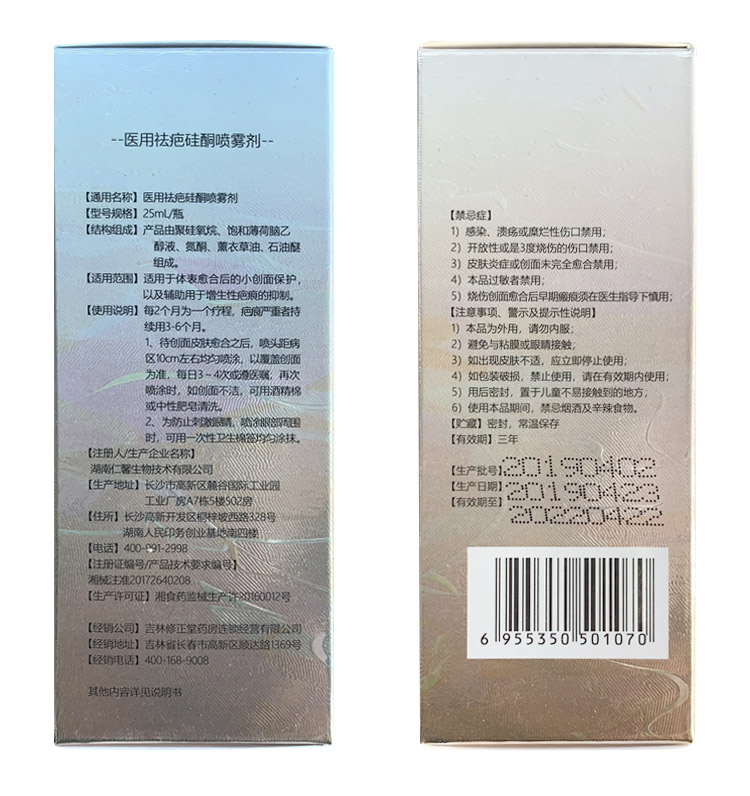 --医用祛疤硅酮喷雾剂--
【通用名称】医用祛疤硅酮喷雾剂
【型号规格】25mL/瓶
【结构组成】产品由聚硅氧烷、饱和薄荷脑乙
醇液、氮酮、薰衣草油、石油醚
组成。
【适用范围】适用于体表愈合后的小创面保护，
以及辅助用于增生性疤痕的抑制。
【使用说明】每2个月为一个疗程，疤痕严重者持
续用3-6个月。
1、待创面皮肤愈合之后，喷头距病
区10cm左右均匀喷涂，以覆盖创面
为准，每日3~4次或遵医嘱；再次
喷涂时，如创面不洁，可用酒精棉
或中性肥皂清洗。
2、为防止刺激眼睛，喷涂眼部周围
时，可用一次性卫生棉签均匀涂抹。
【注册人/生产企业名称】
湖南仁馨生物技术有限公司
【生产地址】长沙市高新区麓谷国际工业园
工业厂房A7栋5楼502房
【住所】长沙高新开发区桐梓坡西路328号
湖南人民印务创业基地南四楼
【电话】400-891-2998
【注册证编号/产品技术要求编号】
湘械注准20172640208
【生产许可证】湘食药监械生产许20160012号
【经销公司】吉林修正堂药房连锁经营有限公司
【经销地址】吉林省长春市高新区顺达路1369号
【经销电话】400-168-9008
其他内容详见说明书
【禁忌症】
1）感染、溃疡或糜烂性伤口禁用；
2）开放性或是3度烧伤的伤口禁用；
3）皮肤炎症或创面未完全愈合禁用；
4）本品过敏者禁用；
5）烧伤创面愈合后早期瘢痕须在医生指导下慎用；
【注意事项、警示及提示性说明】
1）本品为外用，请勿内服；
2）避免与粘膜或眼睛接触；
3）如出现皮肤不适，应立即停止使用；
4）如包装破损，禁止使用，请在有效期内使用；
5）用后密封，置于儿童不易接触到的地方，
6）使用本品期间，禁忌烟酒及辛辣食物。
【贮藏】密封，常温保存
【有效期】三年
【生产批号】20190402
【生产日期】20190423
【有效期至】20220422
6 955350 501070